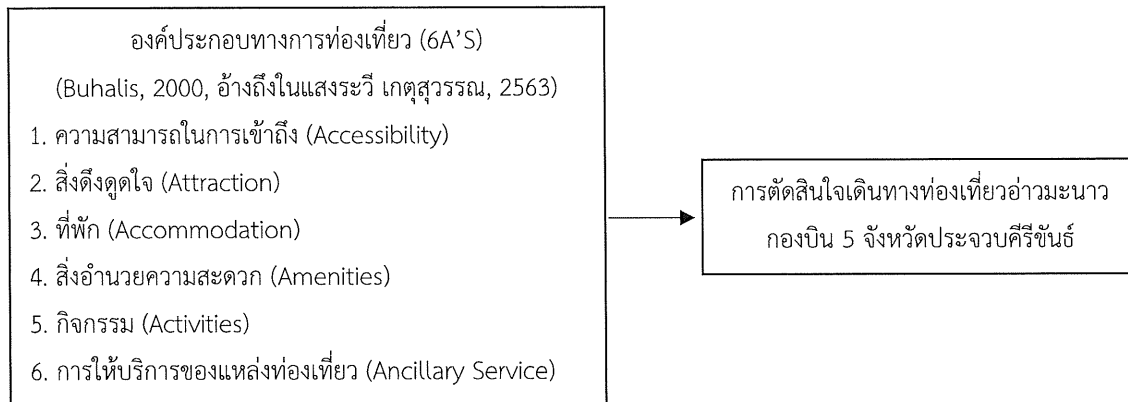 องค์ประกอบทางการท่องเที่ยว (6A'S)
(Buhalis, 2000, อ้างถึงในแสงระวี เกตุสุวรรณ, 2563)
1. ความสามารถในการเข้าถึง (Accessibility)
2. สิ่งดึงดูดใจ (Attraction)
3. ที่พัก (Accommodation)
4. สิ่งอำนวยความสะดวก (Amenities)
5. กิจกรรม (Activities)
6. การให้บริการของแหล่งท่องเที่ยว (Ancillary Service)
การตัดสินใจเดินทางท่องเที่ยวอ่าวมะนาว
กองบิน 5 จังหวัดประจวบคีรีขันธ์